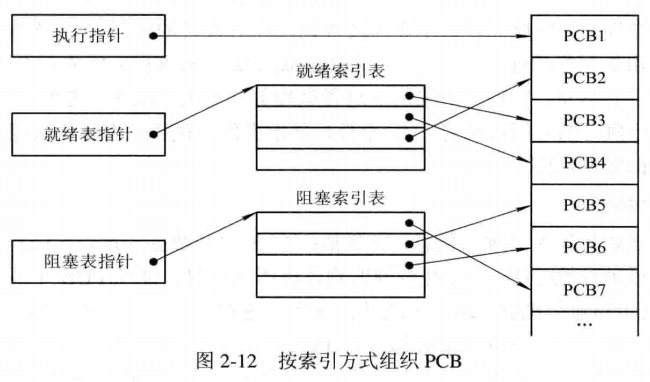 执行指针
就绪索引表
就绪表指针
阻塞索引表
阻塞表指针
PCB1
PCB2
PCB3
PCB4
PCB5
PCB6
PCB7
…
图 2-12 按索引方式组织 PCB